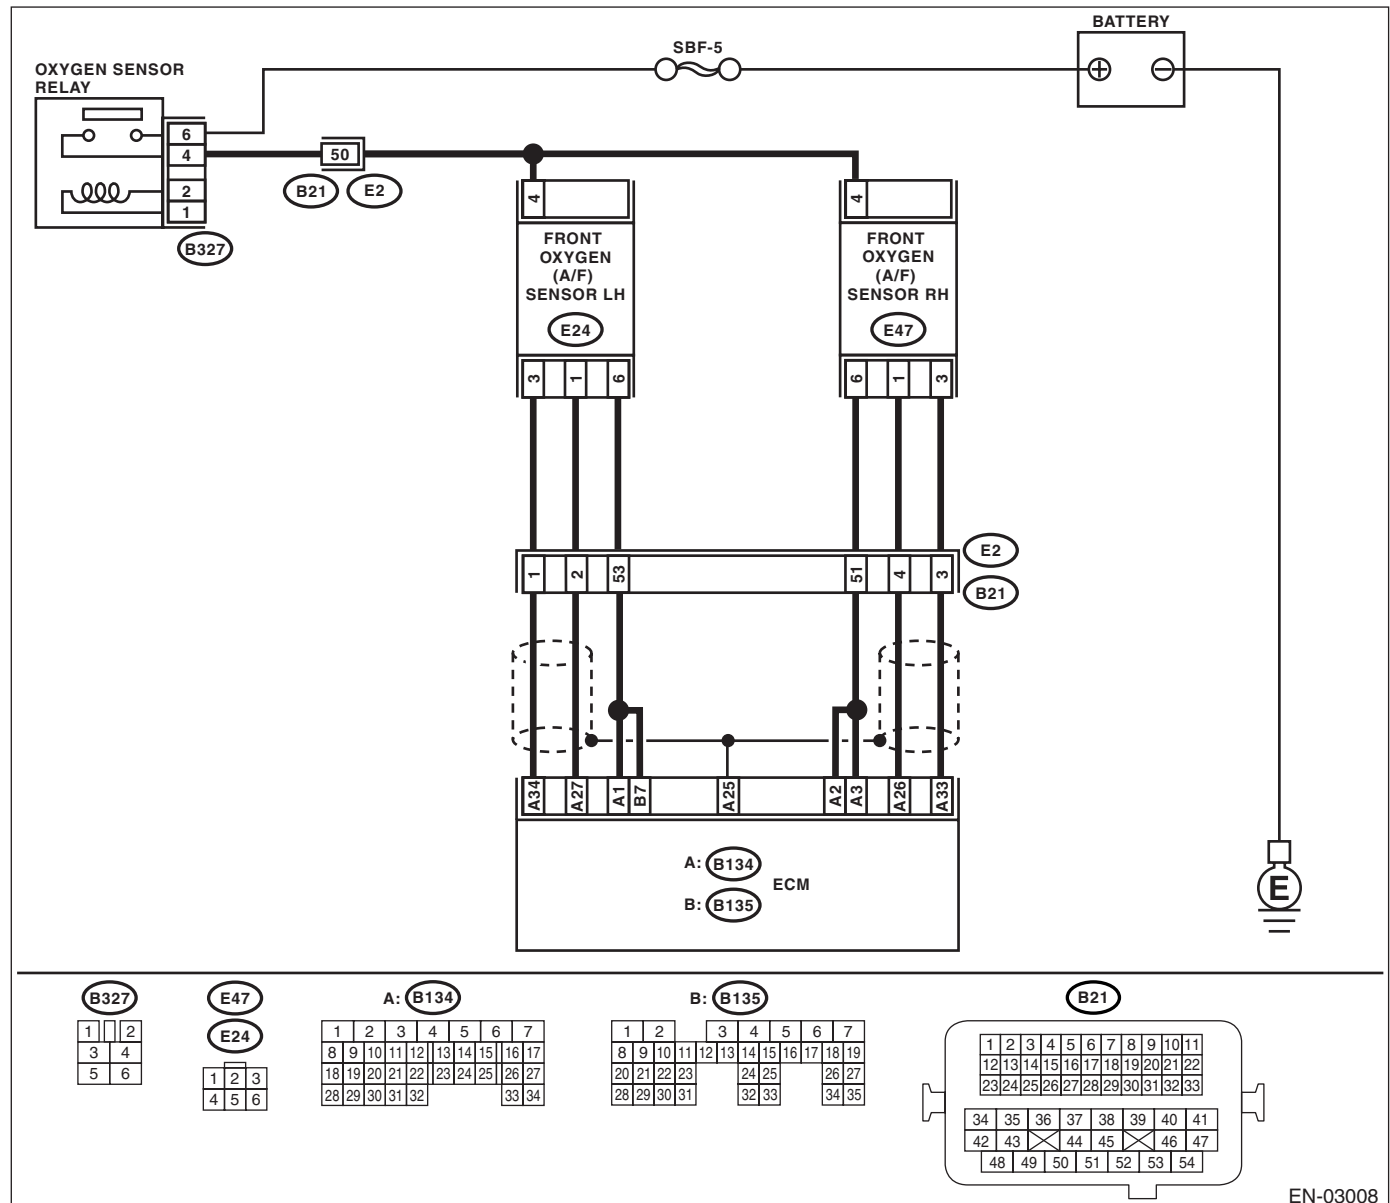 BATTERY
SBF-5
OXYGEN SENSOR
RELAY
6
4
50
2
1
B21 E2
B327
4 4
FRONT
OXYGEN
(A/F)
SENSOR LH
E24
FRONT
OXYGEN
(A/F)
SENSOR RH
E47
3 1 6 6 1 3
E2
1 2 53 51 4 3
B21
A34 A27 A1 B7 A25 A2 A3 A26 A33
A: B134
ECM
B: B135
E
B327
1 2
3 4
5 6
E47
E24
1 2 3
4 5 6
A: B134
1 2 3 4 5 6 7
8 9 10 11 12 13 14 15 16 17
18 19 20 21 22 23 24 25 26 27
28 29 30 31 32 33 34
B: B135
1 2 3 4 5 6 7
8 9 10 11 12 13 14 15 16 17 18 19
20 21 22 23 24 25 26 27
28 29 30 31 32 33 34 35
B21
1 2 3 4 5 6 7 8 9 10 11
12 13 14 15 16 17 18 19 20 21 22
23 24 25 26 27 28 29 30 31 32 33
34 35 36 37 38 39 40 41
42 43 44 45 46 47
48 49 50 51 52 53 54
EN-03008